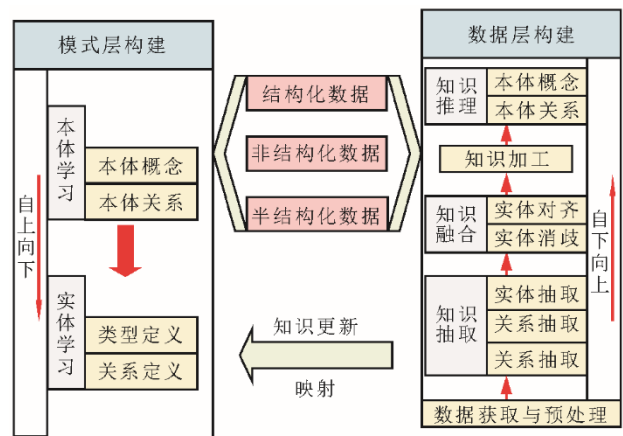 模式层构建
自上向下
本体学习
本体概念
本体关系
实体学习
类型定义
关系定义
结构化数据
非结构化数据
半结构化数据
知识更新
映射
数据层构建
知识
推理
本体概念
本体关系
知识加工
知识
融合
实体对齐
实体消歧
知识
抽取
实体抽取
关系抽取
关系抽取
数据获取与预处理
自下向上